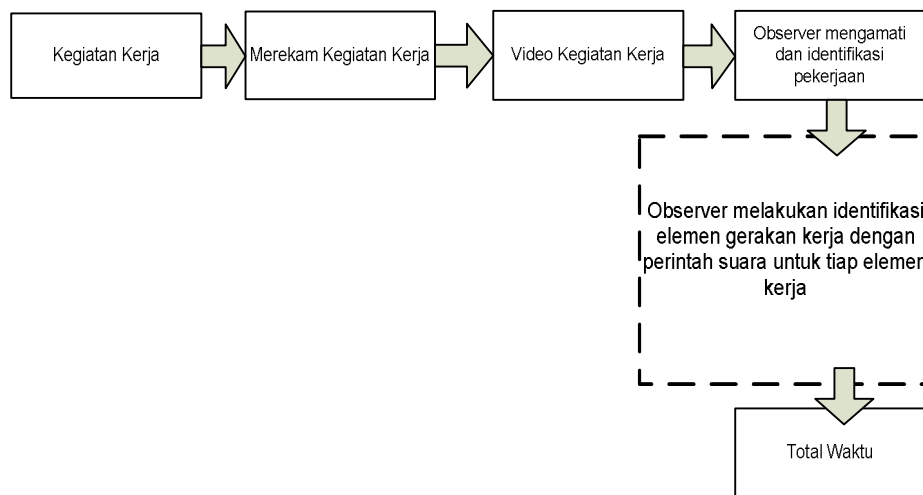 Kegiatan Kerja
Merekam Kegiatan Kerja
Video Kegiatan Kerja
Observer mengamati
dan identifikasi
pekerjaan
Observer melakukan identifikasi
elemen gerakan kerja dengan
perintah suara untuk tiap elemen
kerja
Total Waktu